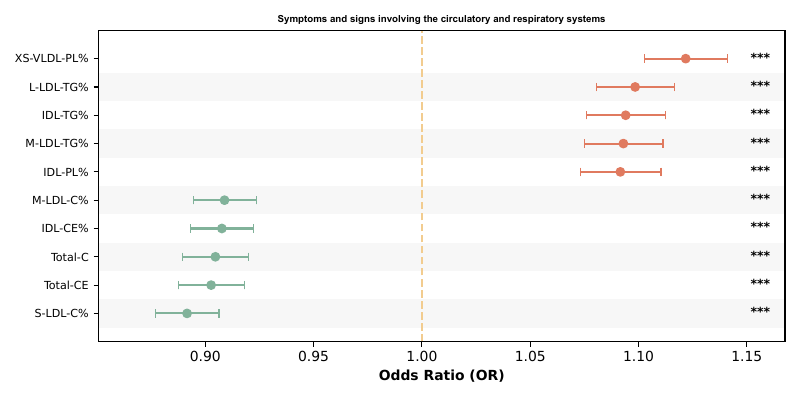 Symptoms and signs involving the circulatory and respiratory systems
XS-VLDL-PL% ***
L-LDL-TG% ***
IDL-TG% ***
M-LDL-TG% ***
IDL-PL% ***
M-LDL-C% ***
IDL-CE% ***
Total-C ***
Total-CE ***
S-LDL-C% ***
0.90 0.95 1.00 1.05 1.10 1.15
Odds Ratio (OR)